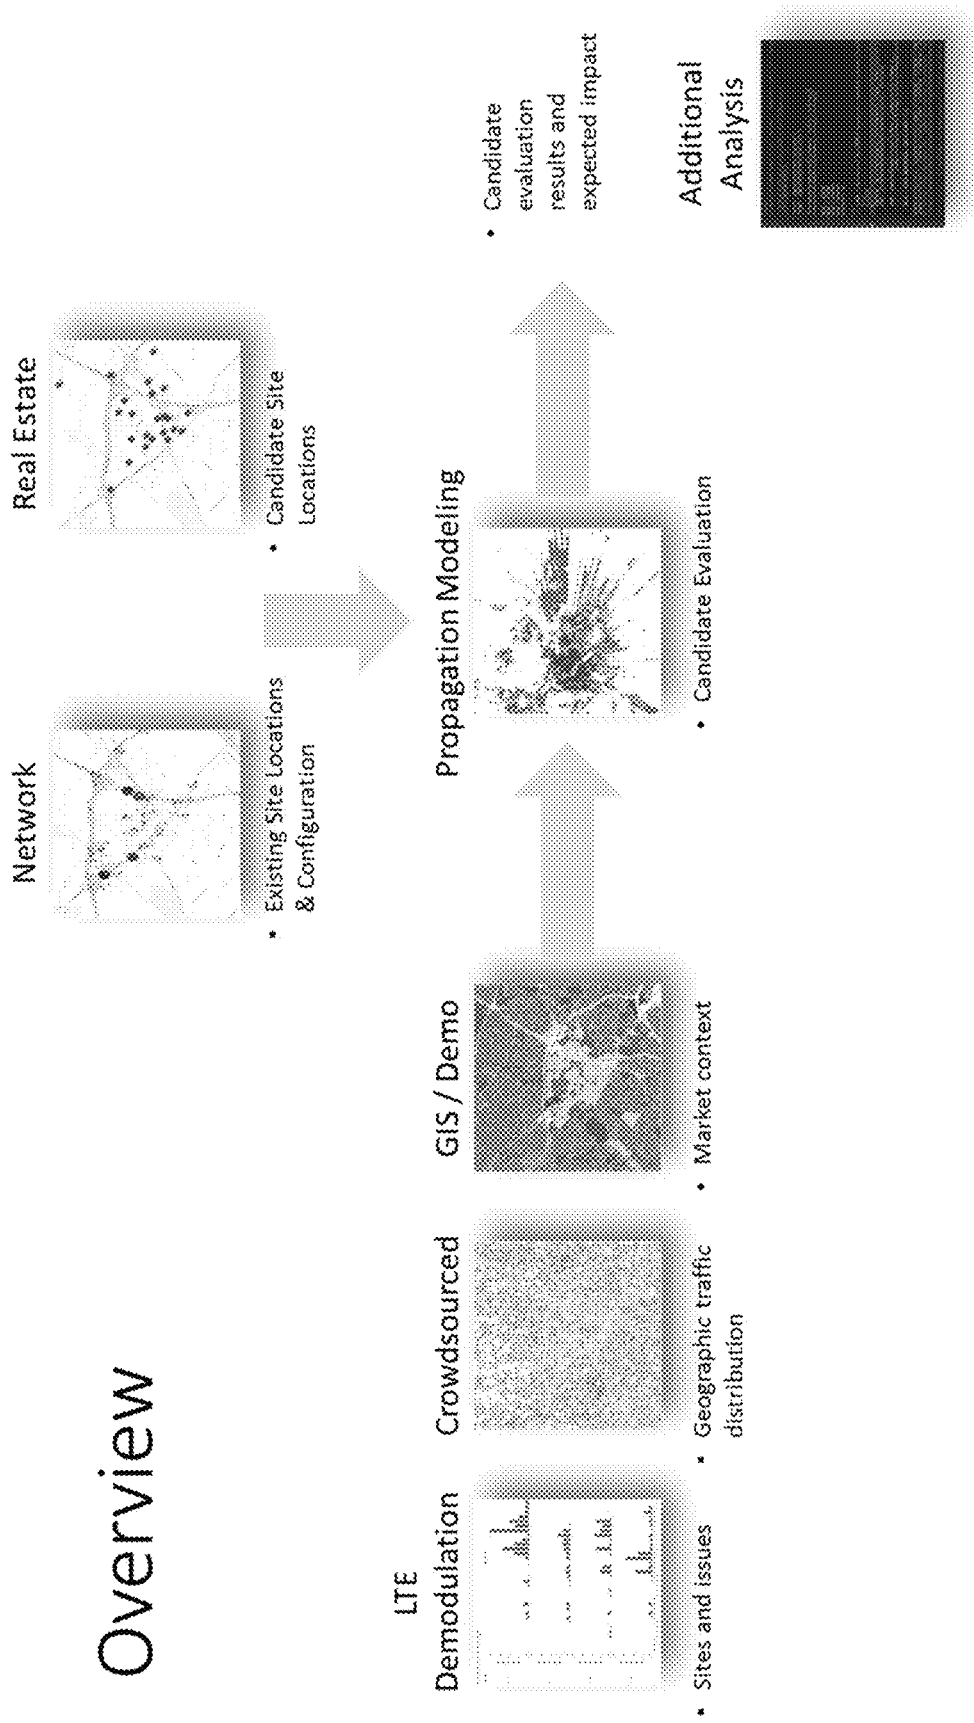 Overview
Network
• Existing Site Locations
& Configuration
Real Estate
• Candidate Site
Locations
LTE
Demodulation
• Sites and issues
Crowdsourced
• Geographic traffic
distribution
GIS / Demo
• Market context
Propagation Modeling
• Candidate Evaluation
• Candidate
evaluation
results and
expected impact
Additional
Analysis